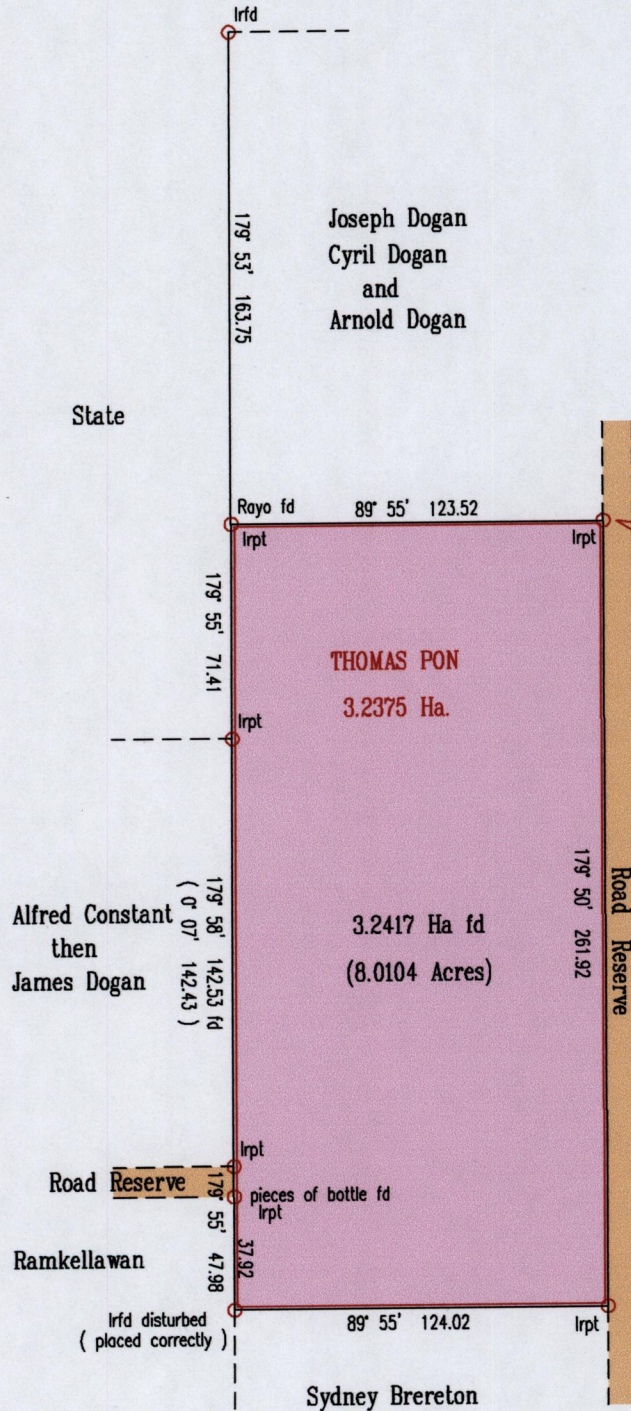 Irfd
179° 53' 163.75
Joseph Dogan
Cyril Dogan
and
Arnold Dogan
State
Rayo fd
89° 55' 123.52
Irpt
Irpt
179° 55' 71.41
THOMAS PON
3.2375 Ha.
Irpt
Alfred Constant
then
James Dogan
179° 58' 142.53 fd
( 0° 07' 142.43 )
3.2417 Ha fd
(8.0104 Acres)
179° 50' 261.92
Road Reserve
Irpt
Road Reserve
pieces of bottle fd
Irpt
179° 55' 47.98
37.92
Ramkellawan
Irfd disturbed
( placed correctly )
89° 55' 124.02
Irpt
Sydney Brereton